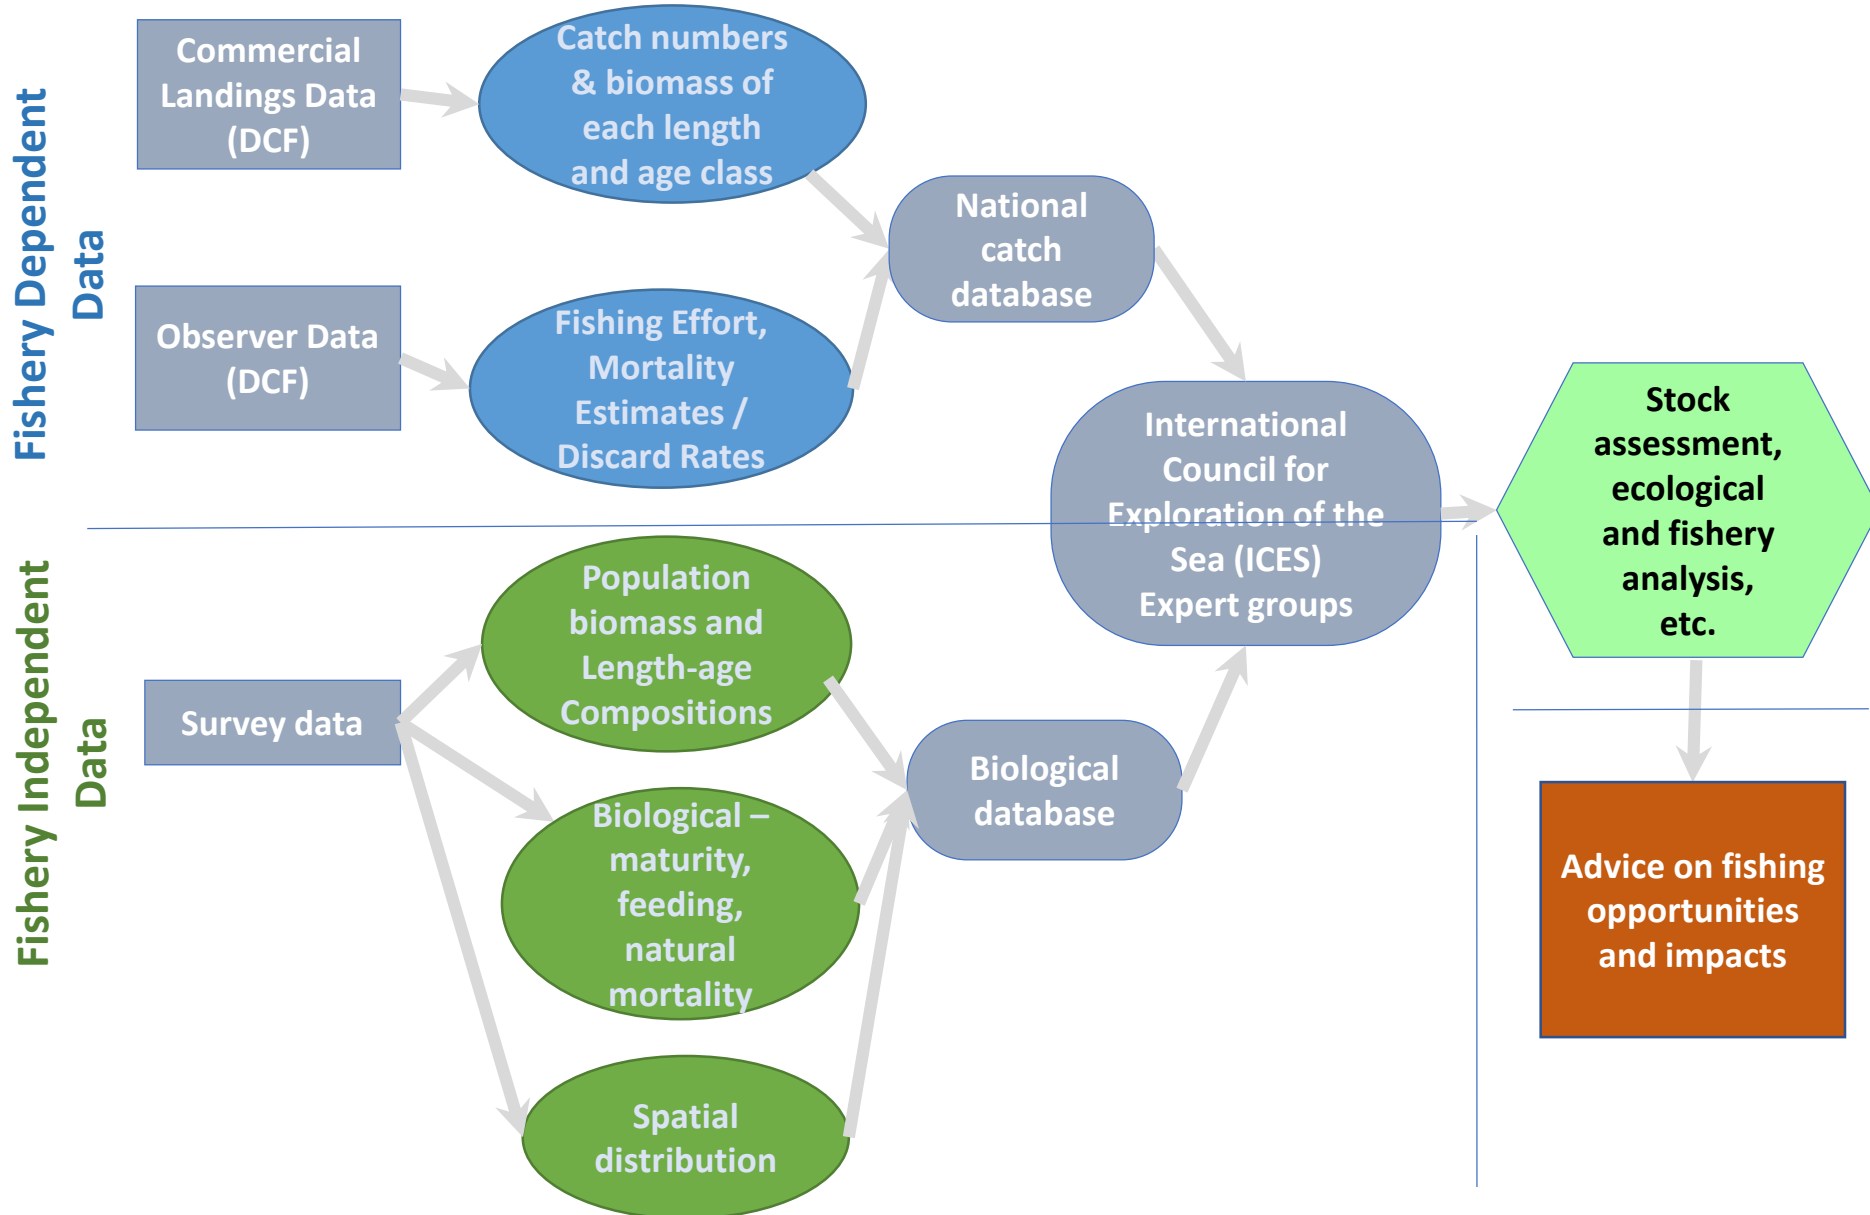 Fishery Dependent
Data
Commercial
Landings Data
(DCF)
Catch numbers
& biomass of
each length
and age class
Observer Data
(DCF)
Fishing Effort,
Mortality
Estimates /
Discard Rates
National
catch
database
International
Council for
Exploration of the
Sea (ICES)
Expert groups
Stock
assessment,
ecological
and fishery
analysis,
etc.
Fishery Independent
Data
Survey data
Population
biomass and
Length-age
Compositions
Biological –
maturity,
feeding,
natural
mortality
Spatial
distribution
Biological
database
Advice on fishing
opportunities
and impacts